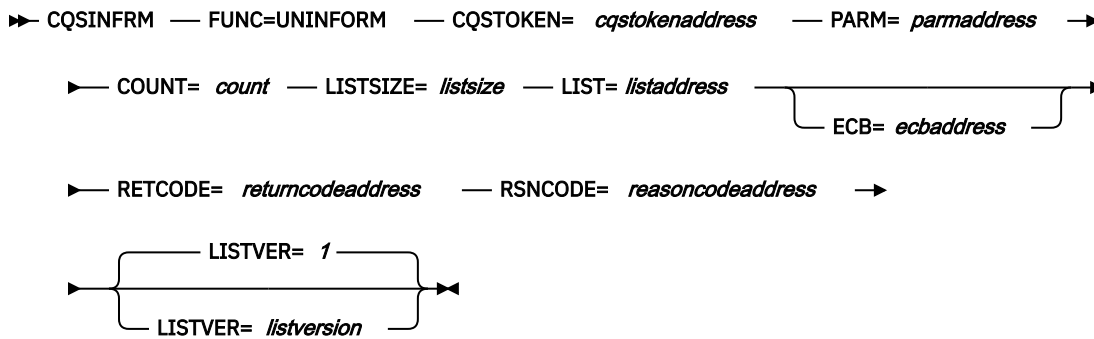 CQSINFRM FUNC=UNINFORM CQSTOKEN= cqstokenaddress PARM= parmaddress
COUNT= count LISTSIZE= listsize LIST= listaddress
ECB= ecbaddress
RETCODE= returncodeaddress RSNCODE= reasoncodeaddress
LISTVER= 1
LISTVER= listversion